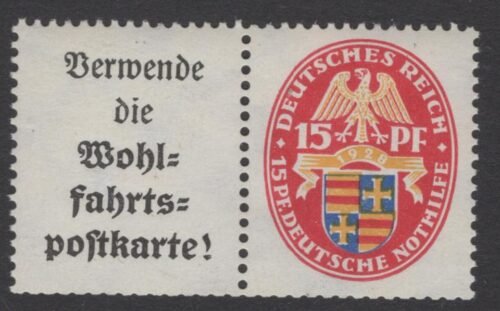 Verwende
die
Wohl=
fahrts=
postkarte!
DEUTSCHES REICH
15 PF
1928
15 PF. DEUTSCHE NOTHILFE